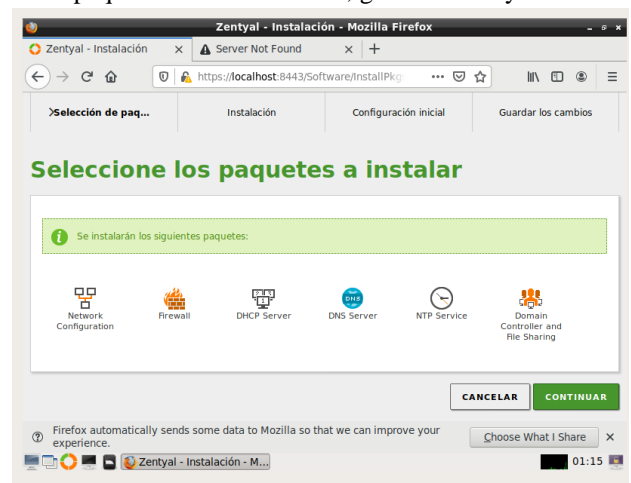 Zentyal - Instalación - Mozilla Firefox
Zentyal - Instalación
Server Not Found
https://localhost:8443/Software/InstallPkg
Selección de paq...
Instalación
Configuración inicial
Guardar los cambios
Seleccione los paquetes a instalar
Se instalarán los siguientes paquetes:
Network
Configuration
Firewall
DHCP Server
DNS Server
NTP Service
Domain
Controller and
File Sharing
CANCELAR
CONTINUAR
Firefox automatically sends some data to Mozilla so that we can improve your
experience.
Choose What I Share
Zentyal - Instalación - M...
01:15